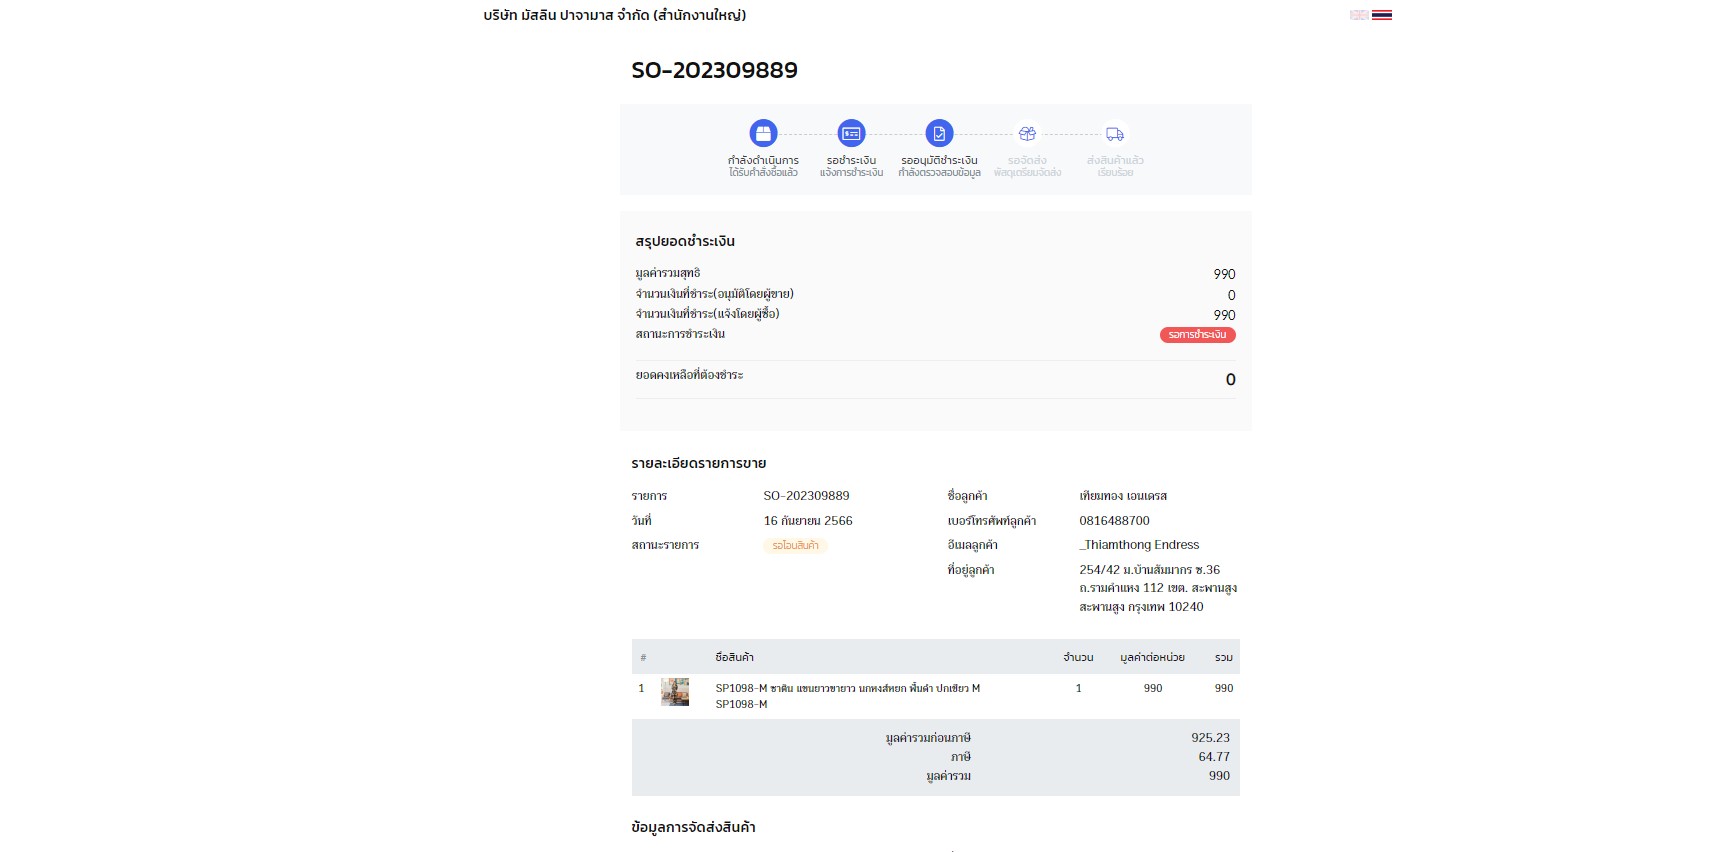 บริษัท มัสลิน ปาจามาส จำกัด (สำนักงานใหญ่)
SO-202309889
กำลังดำเนินการ รอชำระเงิน รออนุมัติชำระเงิน รอจัดส่ง ส่งสินค้าแล้ว
ได้รับคำสั่งซื้อแล้ว แจ้งการชำระเงิน กำลังตรวจสอบข้อมูล พัสดุเตรียมจัดส่ง เรียบร้อย
สรุปยอดชำระเงิน
มูลค่ารวมสุทธิ 990
จำนวนเงินที่ชำระ(อนุมัติโดยผู้ขาย) 0
จำนวนเงินที่ชำระ(แจ้งโดยผู้ซื้อ) 990
สถานะการชำระเงิน รอการชำระเงิน
ยอดคงเหลือที่ต้องชำระ 0
รายละเอียดรายการขาย
รายการ SO-202309889 ชื่อลูกค้า เทียมทอง เอนเดรส
วันที่ 16 กันยายน 2566 เบอร์โทรศัพท์ลูกค้า 0816488700
สถานะรายการ รอโอนสินค้า อีเมลลูกค้า _Thiamthong Endress
ที่อยู่ลูกค้า 254/42 ม.บ้านสัมมากร ซ.36
ถ.รามคำแหง 112 เขต. สะพานสูง
สะพานสูง กรุงเทพ 10240
# ชื่อสินค้า จำนวน มูลค่าต่อหน่วย รวม
1 SP1098-M ซาติน แขนยาวขายาว นกหงส์หยก พื้นดำ ปกเขียว M 1 990 990
SP1098-M
มูลค่ารวมก่อนภาษี 925.23
ภาษี 64.77
มูลค่ารวม 990
ข้อมูลการจัดส่งสินค้า